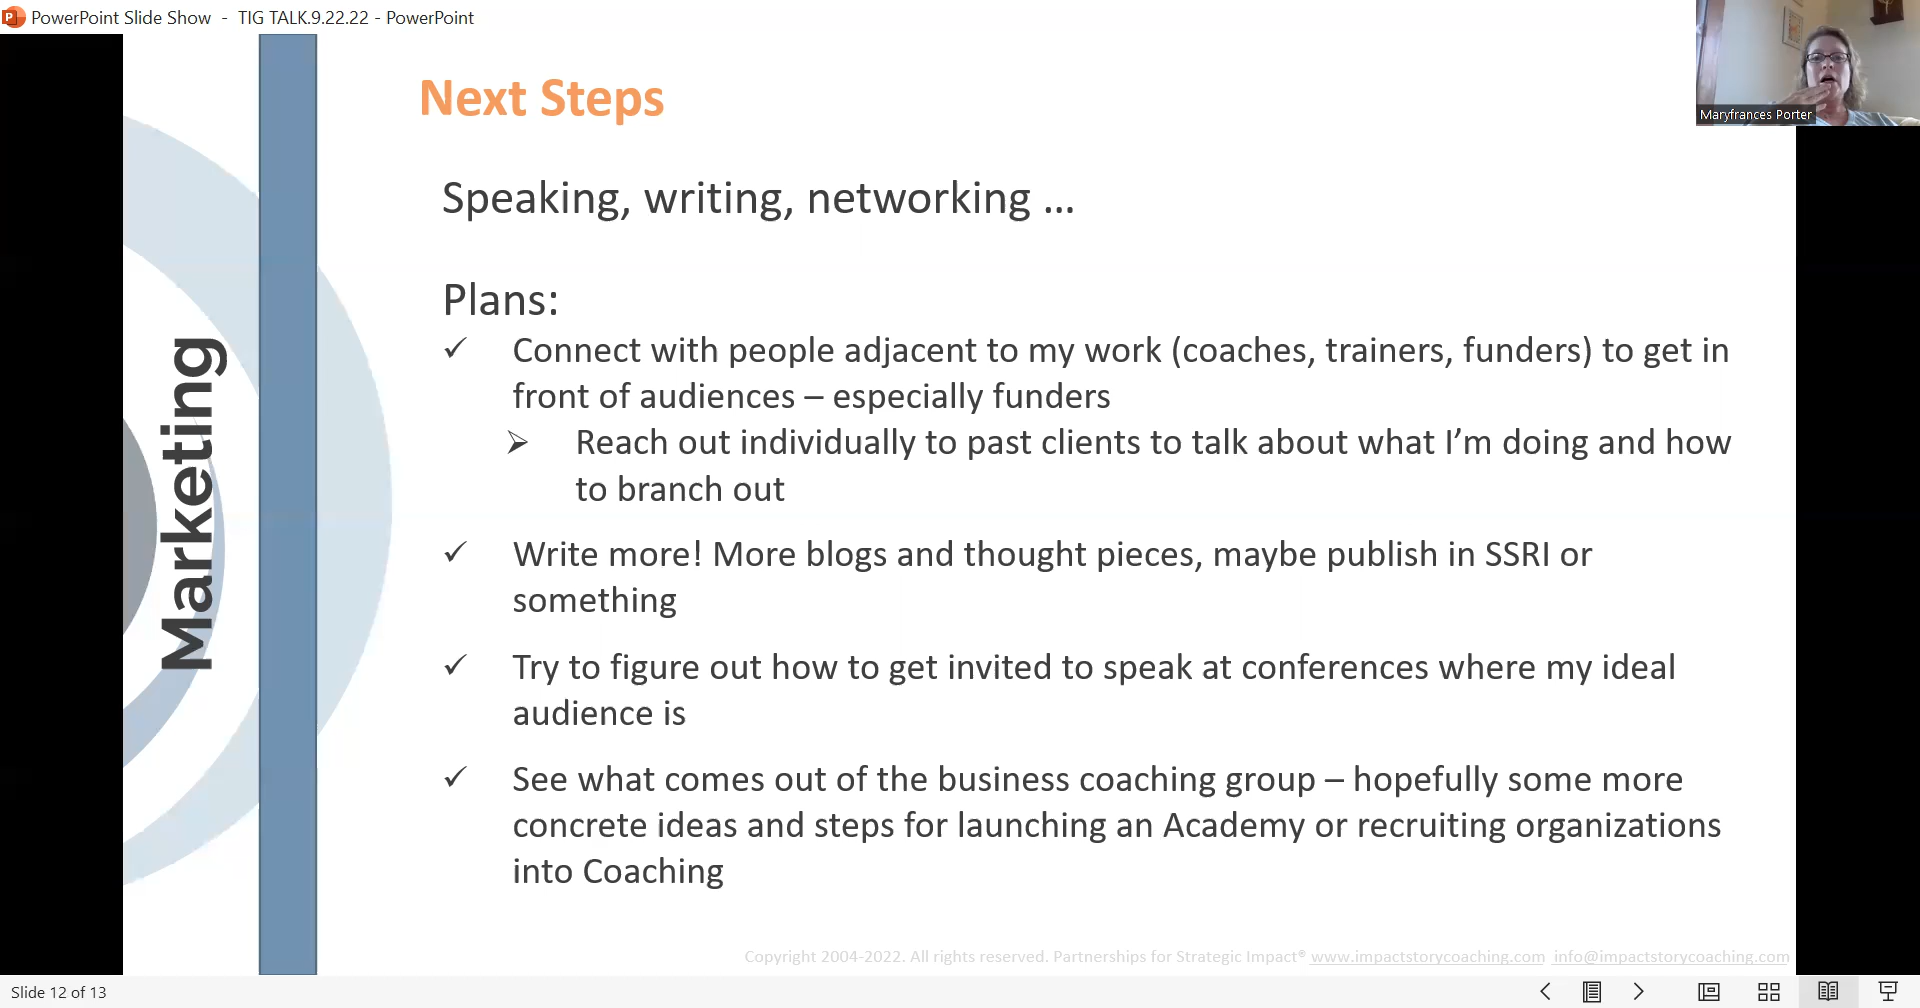 PowerPoint Slide Show - TIG TALK.9.22.22 - PowerPoint
Maryfrances Porter
Marketing
Next Steps
Speaking, writing, networking ...
Plans:
✓ Connect with people adjacent to my work (coaches, trainers, funders) to get in
front of audiences – especially funders
➢ Reach out individually to past clients to talk about what I’m doing and how
to branch out
✓ Write more! More blogs and thought pieces, maybe publish in SSRI or
something
✓ Try to figure out how to get invited to speak at conferences where my ideal
audience is
✓ See what comes out of the business coaching group – hopefully some more
concrete ideas and steps for launching an Academy or recruiting organizations
into Coaching
Copyright 2004-2022. All rights reserved. Partnerships for Strategic Impact® www.impactstorycoaching.com info@impactstorycoaching.com
Slide 12 of 13